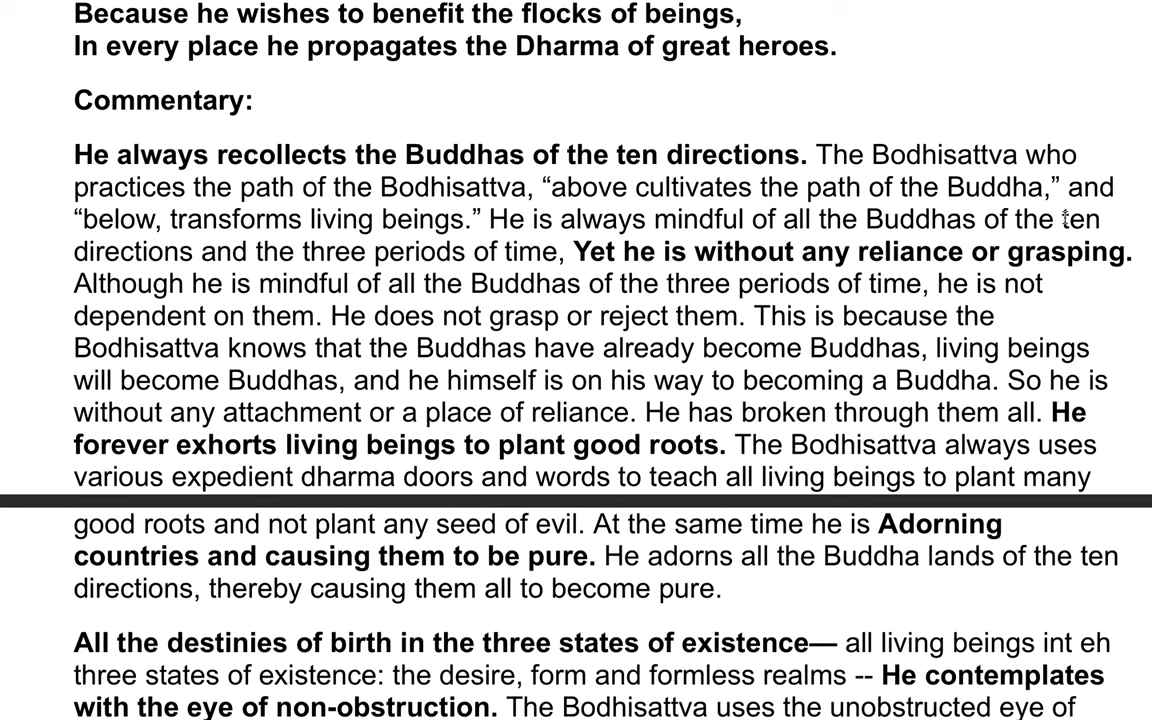 Because he wishes to benefit the flocks of beings,
In every place he propagates the Dharma of great heroes.
Commentary:
He always recollects the Buddhas of the ten directions. The Bodhisattva who
practices the path of the Bodhisattva, “above cultivates the path of the Buddha,” and
“below, transforms living beings.” He is always mindful of all the Buddhas of the ten
directions and the three periods of time, Yet he is without any reliance or grasping.
Although he is mindful of all the Buddhas of the three periods of time, he is not
dependent on them. He does not grasp or reject them. This is because the
Bodhisattva knows that the Buddhas have already become Buddhas, living beings
will become Buddhas, and he himself is on his way to becoming a Buddha. So he is
without any attachment or a place of reliance. He has broken through them all. He
forever exhorts living beings to plant good roots. The Bodhisattva always uses
various expedient dharma doors and words to teach all living beings to plant many
good roots and not plant any seed of evil. At the same time he is Adorning
countries and causing them to be pure. He adorns all the Buddha lands of the ten
directions, thereby causing them all to become pure.
All the destinies of birth in the three states of existence— all living beings int eh
three states of existence: the desire, form and formless realms -- He contemplates
with the eye of non-obstruction. The Bodhisattva uses the unobstructed eye of